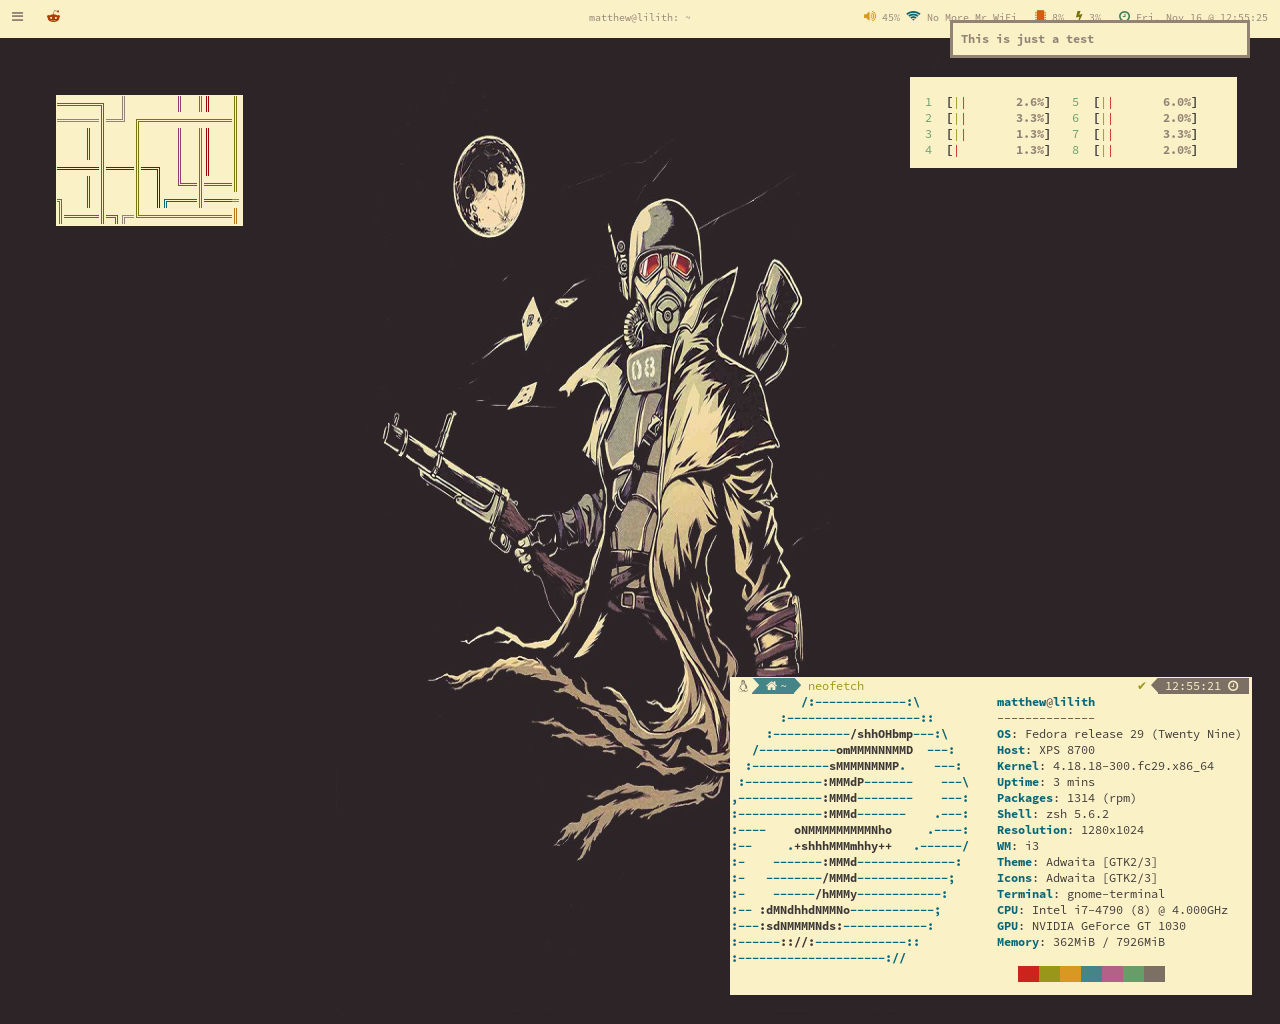 matthew@lilith: ~
45% No More Mr WiFi 8% 3% Fri. Nov 16 @ 12:55:25
This is just a test
1 [|| 2.6%] 5 [|| 6.0%]
2 [|| 3.3%] 6 [|| 2.0%]
3 [|| 1.3%] 7 [|| 3.3%]
4 [| 1.3%] 8 [|| 2.0%]
08
~ neofetch ✔ 12:55:21
/:-------------:\ matthew@lilith
:-------------------:: --------------
:-----------/shhOHbmp---:\ OS: Fedora release 29 (Twenty Nine)
/-----------omMMMNNNMMD ---: Host: XPS 8700
:-----------sMMMMNMNMP. ---: Kernel: 4.18.18-300.fc29.x86_64
:-----------:MMMdP------- ---\ Uptime: 3 mins
,------------:MMMd-------- ---: Packages: 1314 (rpm)
:------------:MMMd------- .---: Shell: zsh 5.6.2
:---- oNMMMMMMMMMNho .----: Resolution: 1280x1024
:-- .+shhhMMMmhhy++ .------/ WM: i3
:- -------:MMMd--------------: Theme: Adwaita [GTK2/3]
:- --------/MMMd-------------; Icons: Adwaita [GTK2/3]
:- ------/hMMMy------------: Terminal: gnome-terminal
:-- :dMNdhhdNMMNo------------; CPU: Intel i7-4790 (8) @ 4.000GHz
:---:sdNMMMMNds:------------: GPU: NVIDIA GeForce GT 1030
:------:://:-------------:: Memory: 362MiB / 7926MiB
:---------------------://